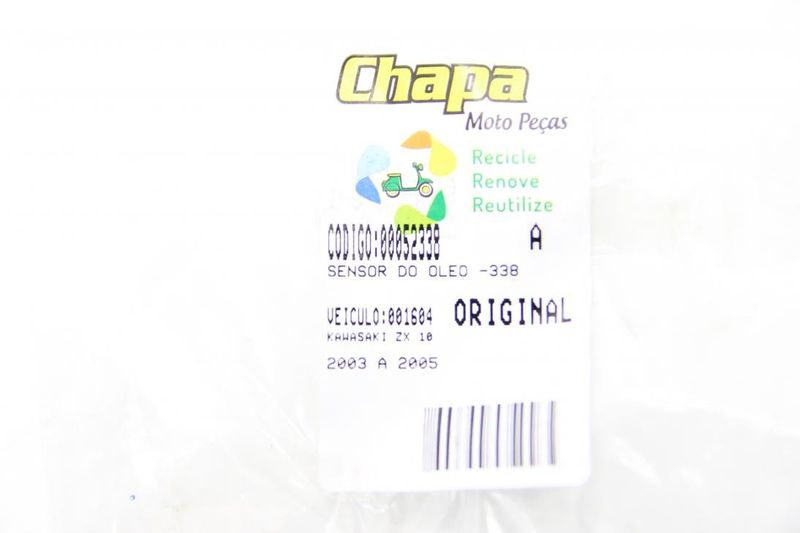 Chapa
Moto Peças
Recicle
Renove
Reutilize
CODIGO:00052338 A
SENSOR DO OLEO -338
VEICULO:001604 ORIGINAL
KAWASAKI ZX 10
2003 A 2005